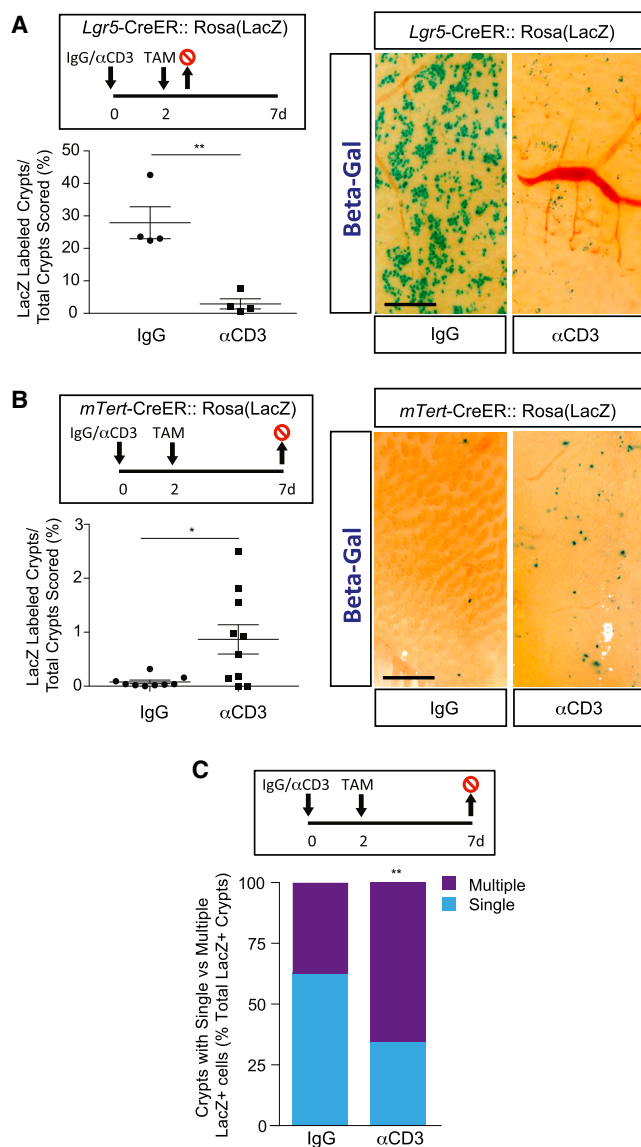 A
Lgr5-CreER:: Rosa(LacZ)
IgG/αCD3
TAM
0
2
7d
LacZ Labeled Crypts/
Total Crypts Scored (%)
50
40
30
20
10
0
**
IgG
αCD3
Lgr5-CreER:: Rosa(LacZ)
Beta-Gal
IgG
αCD3
B
mTert-CreER:: Rosa(LacZ)
IgG/αCD3
TAM
0
2
7d
LacZ Labeled Crypts/
Total Crypts Scored (%)
3
2
1
0
*
IgG
αCD3
mTert-CreER:: Rosa(LacZ)
Beta-Gal
IgG
αCD3
C
IgG/αCD3
TAM
0
2
7d
Crypts with Single vs Multiple
LacZ+ cells (% Total LacZ+ Crypts)
100
75
50
25
0
**
Multiple
Single
IgG
αCD3